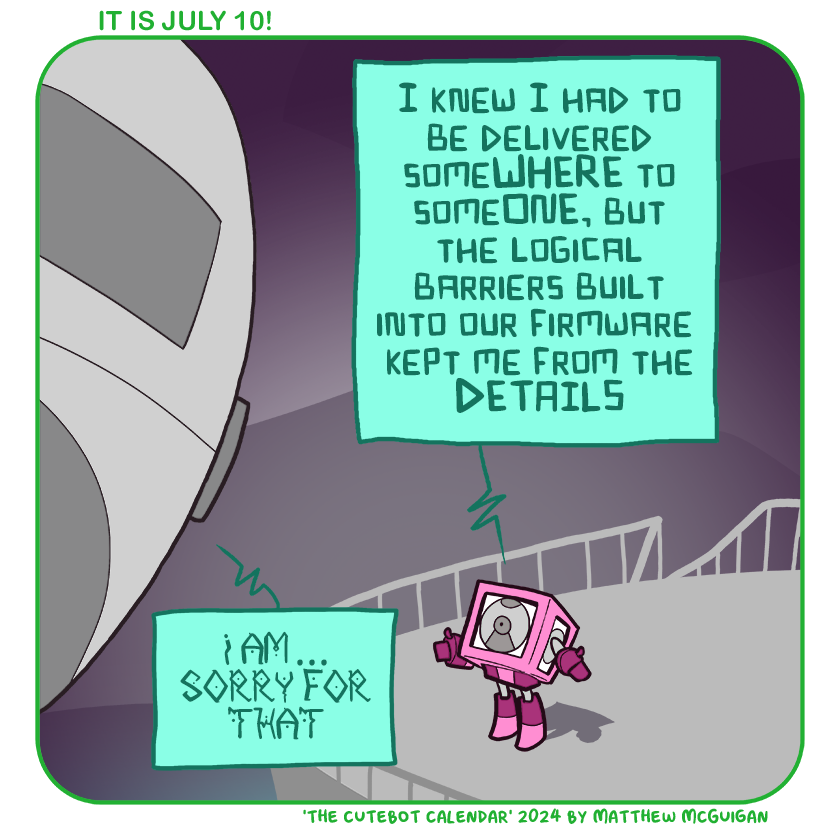 IT IS JULY 10!
I KNEW I HAD TO
BE DELIVERED
SOMEWHERE TO
SOMEONE, BUT
THE LOGICAL
BARRIERS BUILT
INTO OUR FIRMWARE
KEPT ME FROM THE
DETAILS
I AM...
SORRY FOR
THAT
'THE CUTEBOT CALENDAR' 2024 BY MATTHEW MCGUIGAN